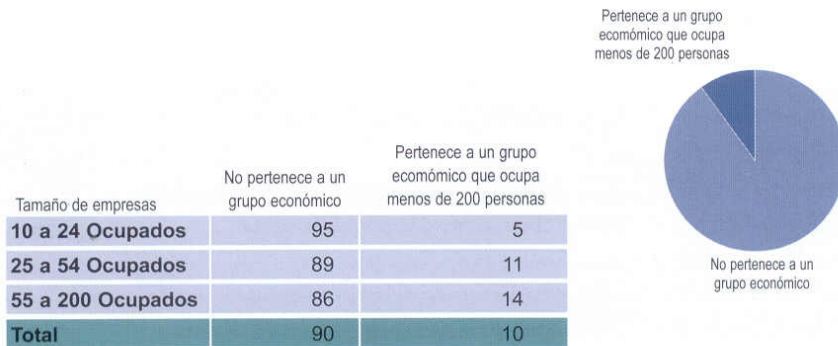 Pertenece a un grupo
ecomómico que ocupa
menos de 200 personas
Tamaño de empresas
No pertenece a un
grupo económico
Pertenece a un grupo
ecomómico que ocupa
menos de 200 personas
10 a 24 Ocupados 95 5
25 a 54 Ocupados 89 11
55 a 200 Ocupados 86 14
Total 90 10
No pertenece a un
grupo económico